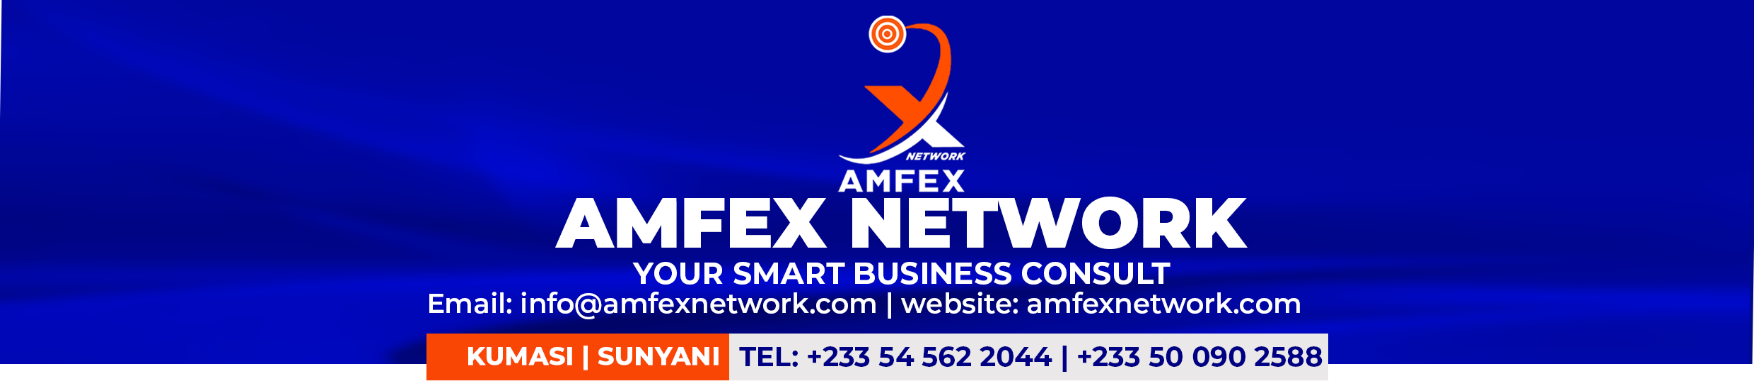 NETWORK
AMFEX
AMFEX NETWORK
YOUR SMART BUSINESS CONSULT
Email: info@amfexnetwork.com | website: amfexnetwork.com
KUMASI | SUNYANI TEL: +233 54 562 2044 | +233 50 090 2588